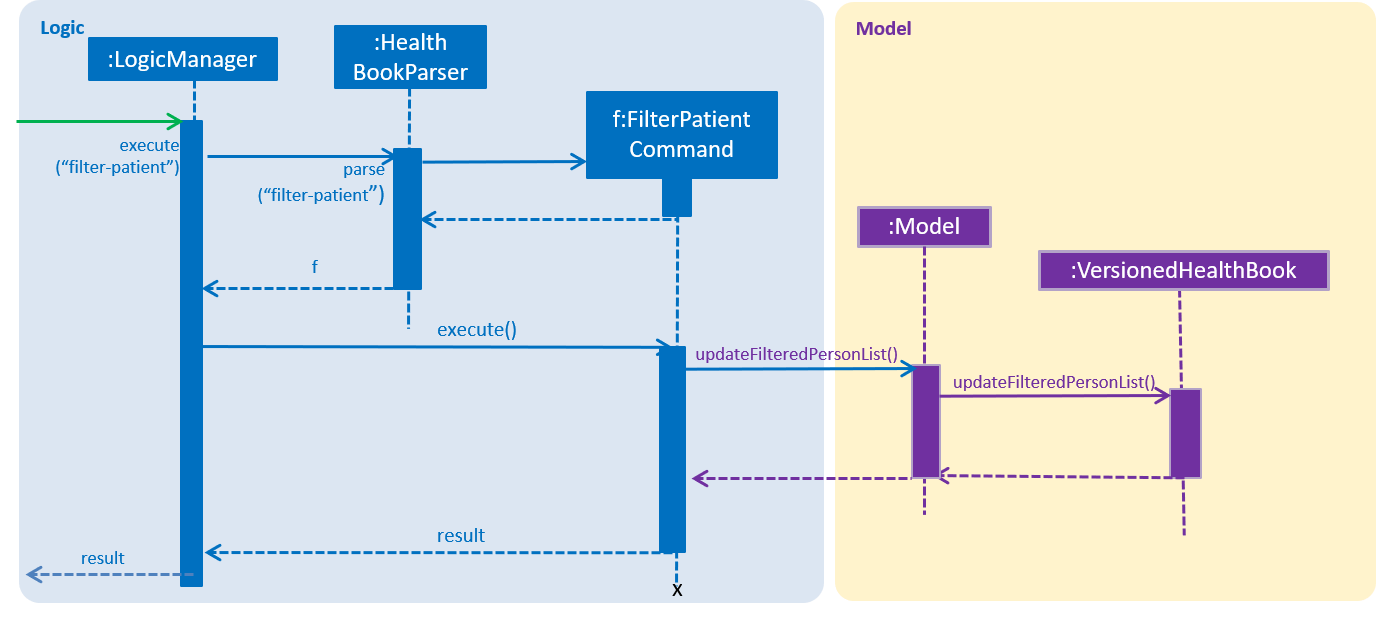 Logic
Model
:LogicManager
:Health
BookParser
f:FilterPatient
Command
execute
(“filter-patient”)
parse
(“filter-patient”)
:Model
:VersionedHealthBook
f
execute()
updateFilteredPersonList()
updateFilteredPersonList()
result
result
X